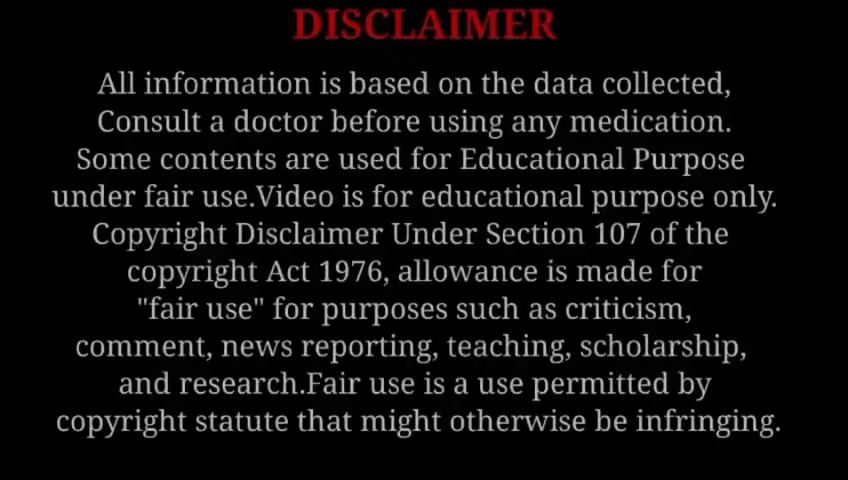 DISCLAIMER
All information is based on the data collected,
Consult a doctor before using any medication.
Some contents are used for Educational Purpose
under fair use.Video is for educational purpose only.
Copyright Disclaimer Under Section 107 of the
copyright Act 1976, allowance is made for
"fair use" for purposes such as criticism,
comment, news reporting, teaching, scholarship,
and research.Fair use is a use permitted by
copyright statute that might otherwise be infringing.